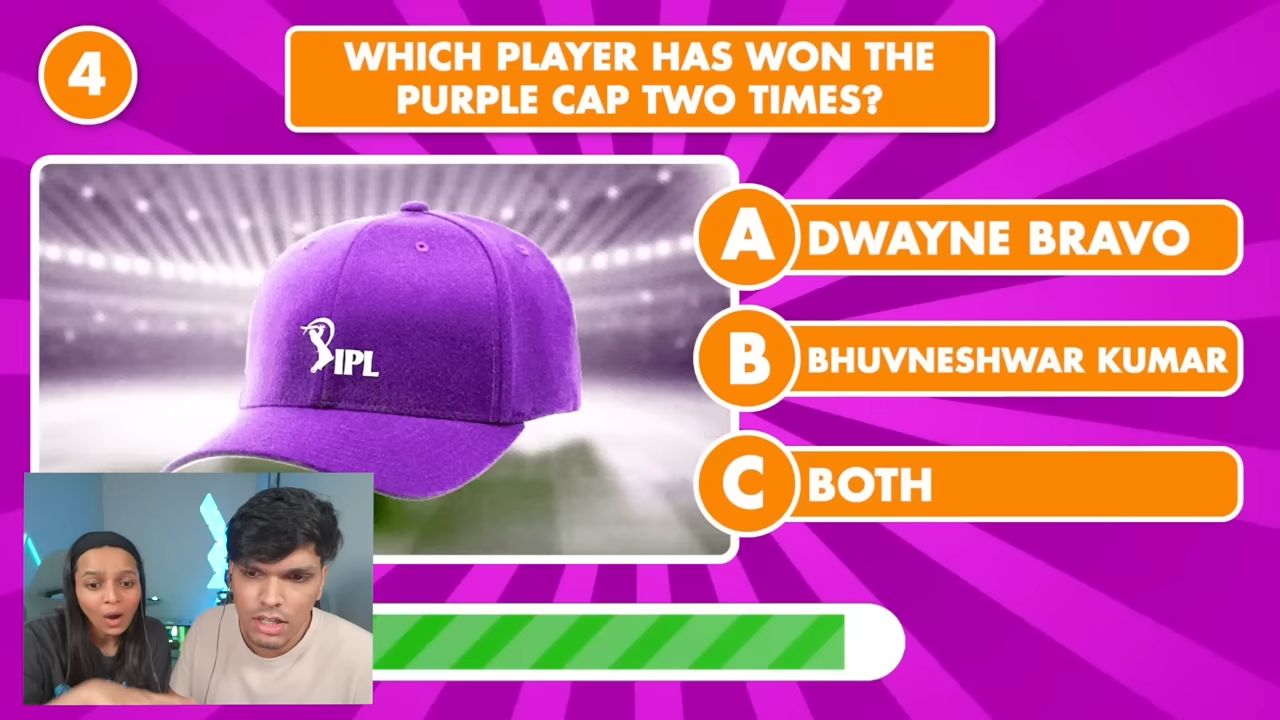 4
WHICH PLAYER HAS WON THE
PURPLE CAP TWO TIMES?
IPL
A DWAYNE BRAVO
B BHUVNESHWAR KUMAR
C BOTH